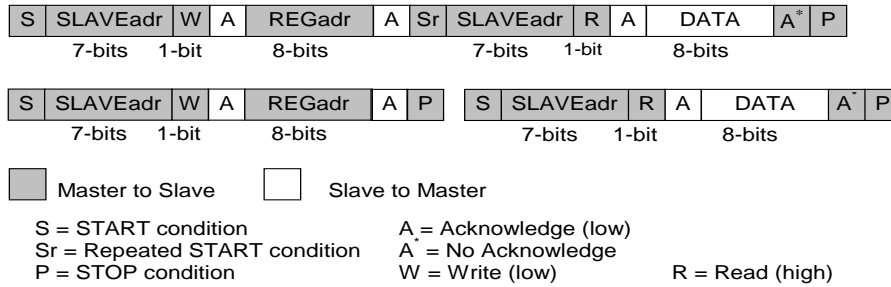 S SLAVEadr W A REGadr A Sr SLAVEadr R A DATA A* P
7-bits 1-bit 8-bits 7-bits 1-bit 8-bits
S SLAVEadr W A REGadr A P S SLAVEadr R A DATA A* P
7-bits 1-bit 8-bits 7-bits 1-bit 8-bits
Master to Slave Slave to Master
S = START condition A = Acknowledge (low)
Sr = Repeated START condition A* = No Acknowledge
P = STOP condition W = Write (low) R = Read (high)